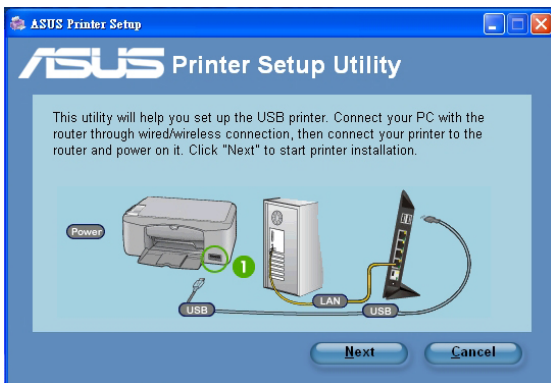 ASUS Printer Setup
ASUS Printer Setup Utility
This utility will help you set up the USB printer. Connect your PC with the
router through wired/wireless connection, then connect your printer to the
router and power on it. Click "Next" to start printer installation.
Power
1
USB
LAN
USB
Next
Cancel